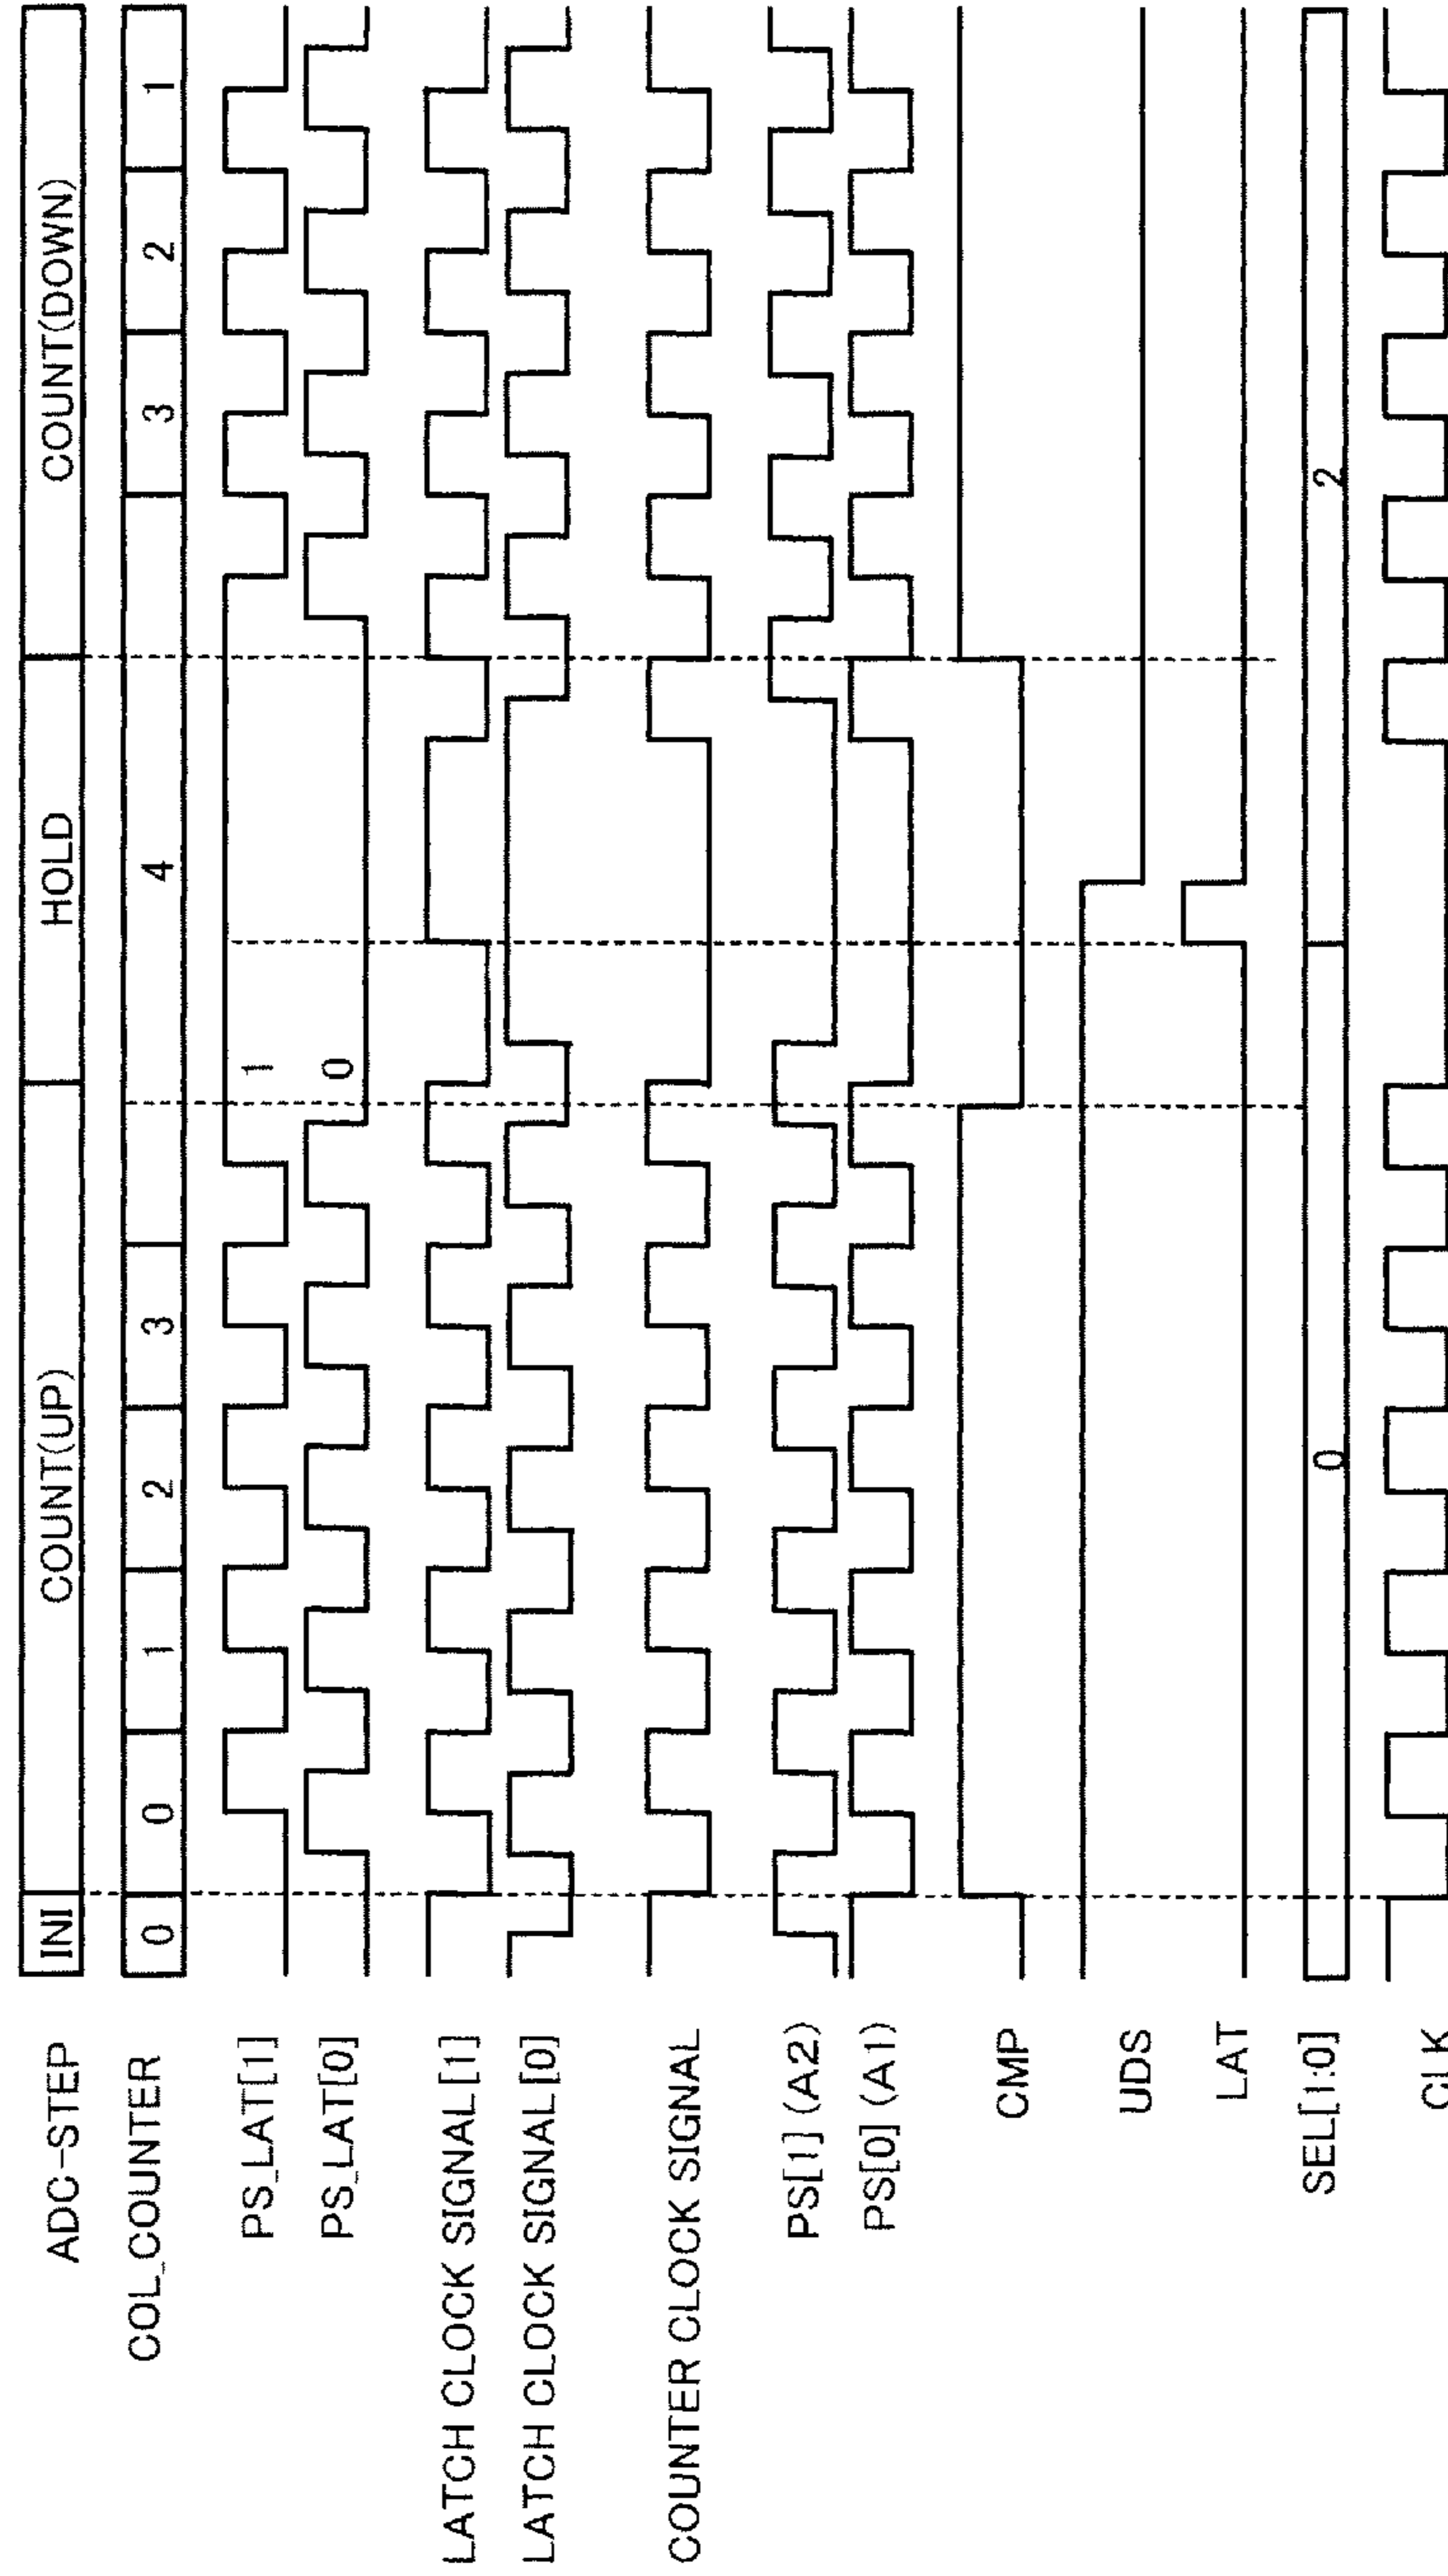 ADC-STEP INI COUNT(UP) HOLD COUNT(DOWN)
COL_COUNTER 0 0 1 2 3 4 3 2 1
PS_LAT[1] 1
PS_LAT[0] 0
LATCH CLOCK SIGNAL[1]
LATCH CLOCK SIGNAL[0]
COUNTER CLOCK SIGNAL
PS[1] (A2)
PS[0] (A1)
CMP
UDS
LAT
SEL[1:0] 0 2
CLK